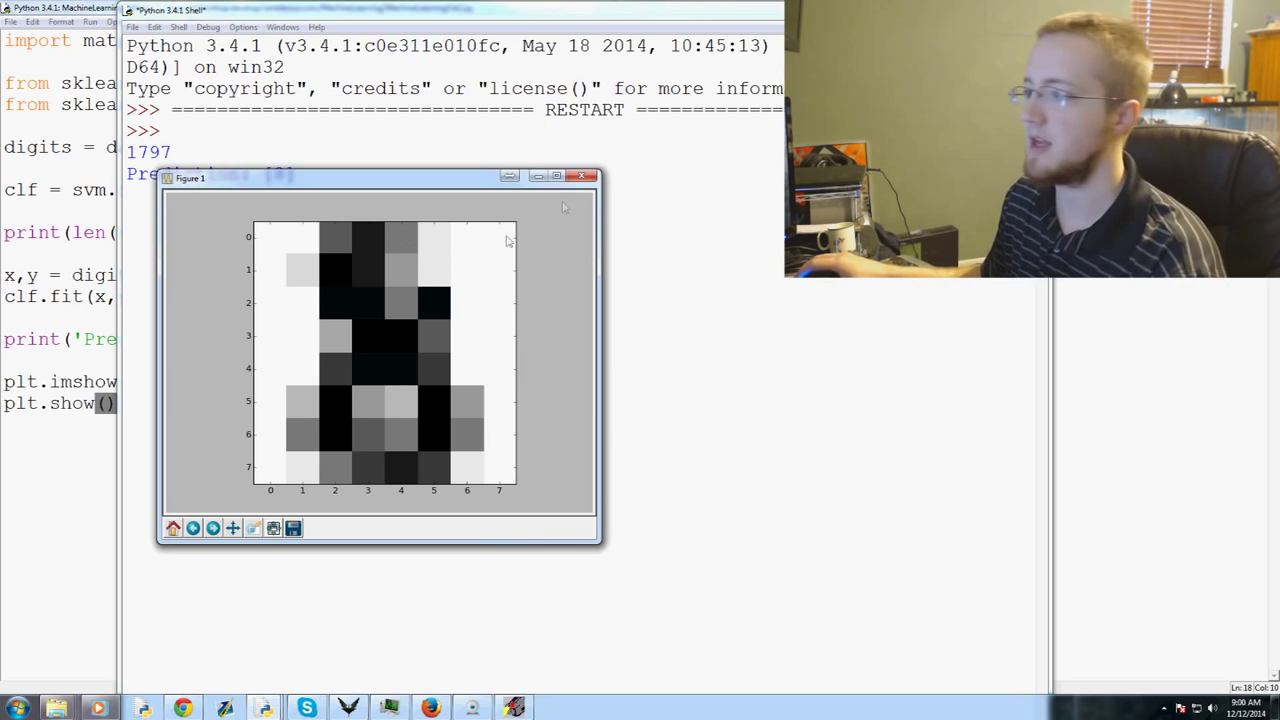 Python 3.4.1: MachineLearnin
File Edit Format Run Op
import mat
from sklea
from sklea
digits = d
clf = svm.
print(len(
x,y = digi
clf.fit(x,
print('Pre
plt.imshow
plt.show()
*Python 3.4.1 Shell*
File Edit Shell Debug Options Windows Help
Python 3.4.1 (v3.4.1:c0e311e010fc, May 18 2014, 10:45:13)
D64)] on win32
Type "copyright", "credits" or "license()" for more inform
>>> ================================ RESTART ================
>>>
1797
Prediction: [8]
Figure 1
0
1
2
3
4
5
6
7
0 1 2 3 4 5 6 7
Ln: 18 Col: 10
9:00 AM
12/12/2014